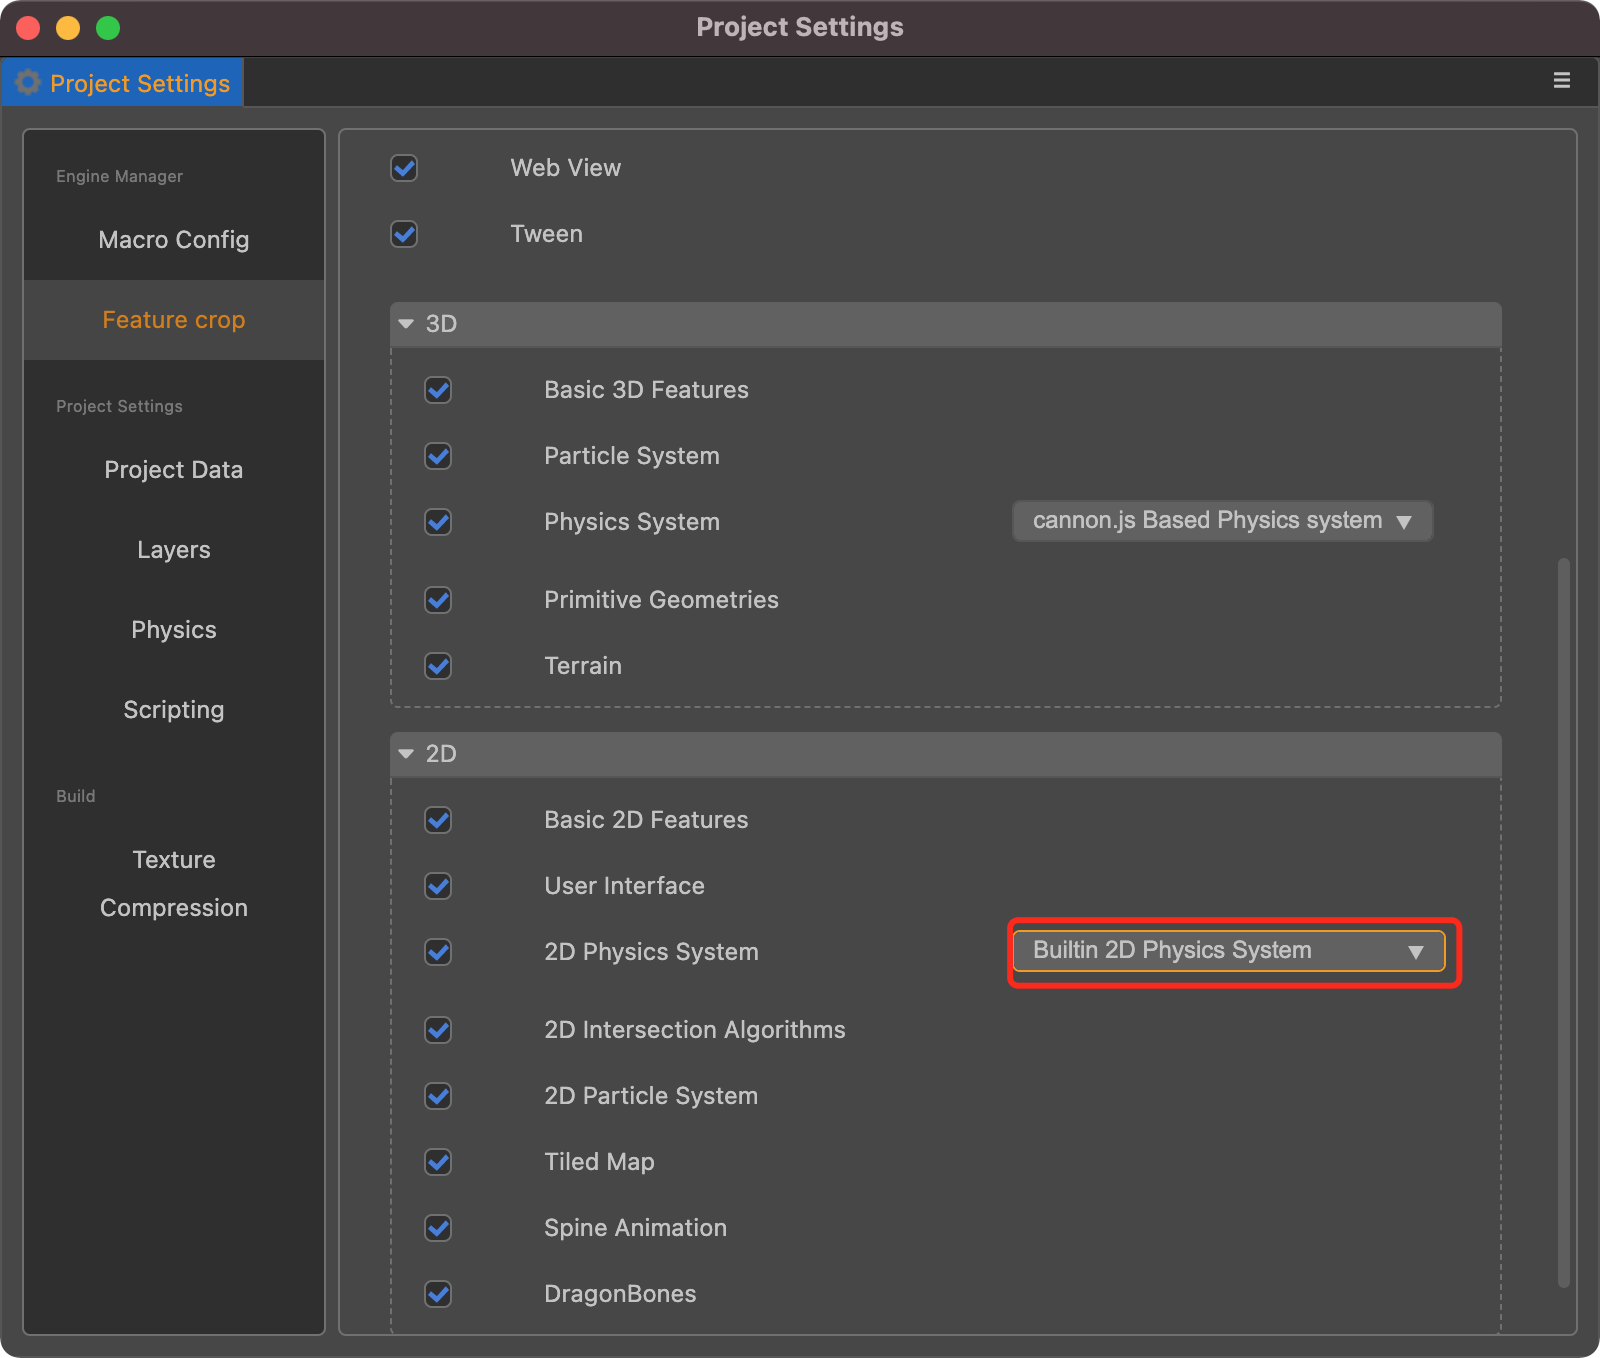 Project Settings
Project Settings
Engine Manager
Macro Config
Feature crop
Project Settings
Project Data
Layers
Physics
Scripting
Build
Texture
Compression
Web View
Tween
3D
Basic 3D Features
Particle System
Physics System
cannon.js Based Physics system
Primitive Geometries
Terrain
2D
Basic 2D Features
User Interface
2D Physics System
Builtin 2D Physics System
2D Intersection Algorithms
2D Particle System
Tiled Map
Spine Animation
DragonBones